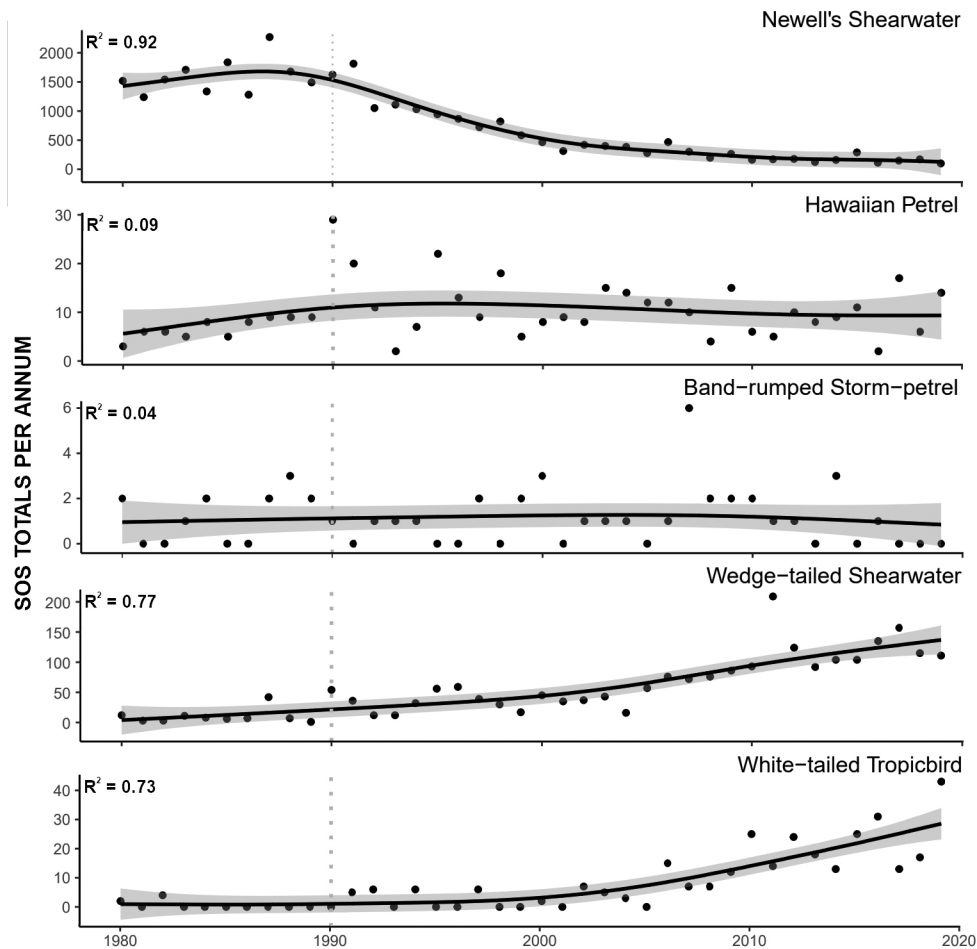 Newell's Shearwater
R² = 0.92
2000
1500
1000
500
0
Hawaiian Petrel
R² = 0.09
30
20
10
0
Band−rumped Storm−petrel
R² = 0.04
6
4
2
0
SOS TOTALS PER ANNUM
Wedge−tailed Shearwater
R² = 0.77
200
150
100
50
0
White−tailed Tropicbird
R² = 0.73
40
30
20
10
0
1980 1990 2000 2010 2020